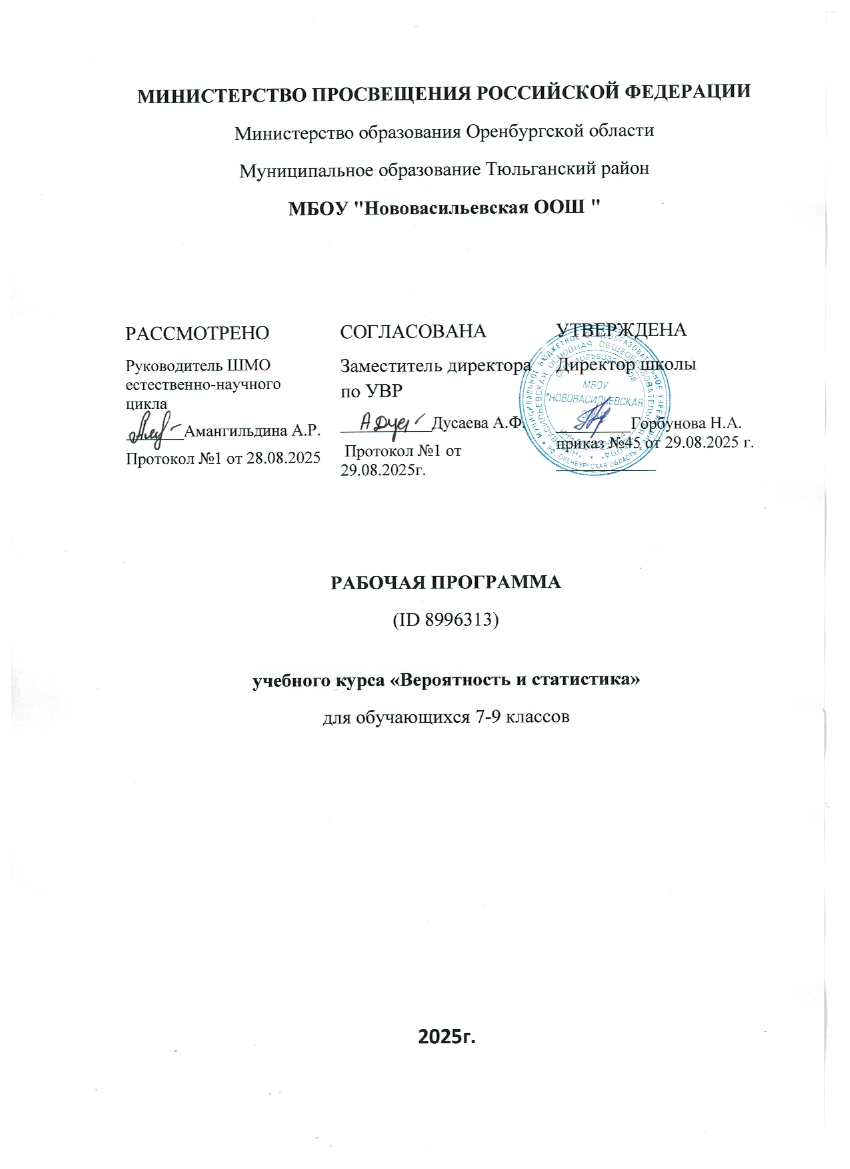 МИНИСТЕРСТВО ПРОСВЕЩЕНИЯ РОССИЙСКОЙ ФЕДЕРАЦИИ
Министерство образования Оренбургской области
Муниципальное образование Тюльганский район
МБОУ "Нововасильевская ООШ "
РАССМОТРЕНО
Руководитель ШМО
естественно-научного
цикла
Амангильдина А.Р.
Протокол №1 от 28.08.2025
СОГЛАСОВАНА
Заместитель директора
по УВР
Дусаева А.Ф.
Протокол №1 от
29.08.2025г.
УТВЕРЖДЕНА
Директор школы
Горбунова Н.А.
приказ №45 от 29.08.2025 г.
МБОУ
"НОВОВАСИЛЬЕВСКАЯ
РАБОЧАЯ ПРОГРАММА
(ID 8996313)
учебного курса «Вероятность и статистика»
для обучающихся 7-9 классов
2025г.